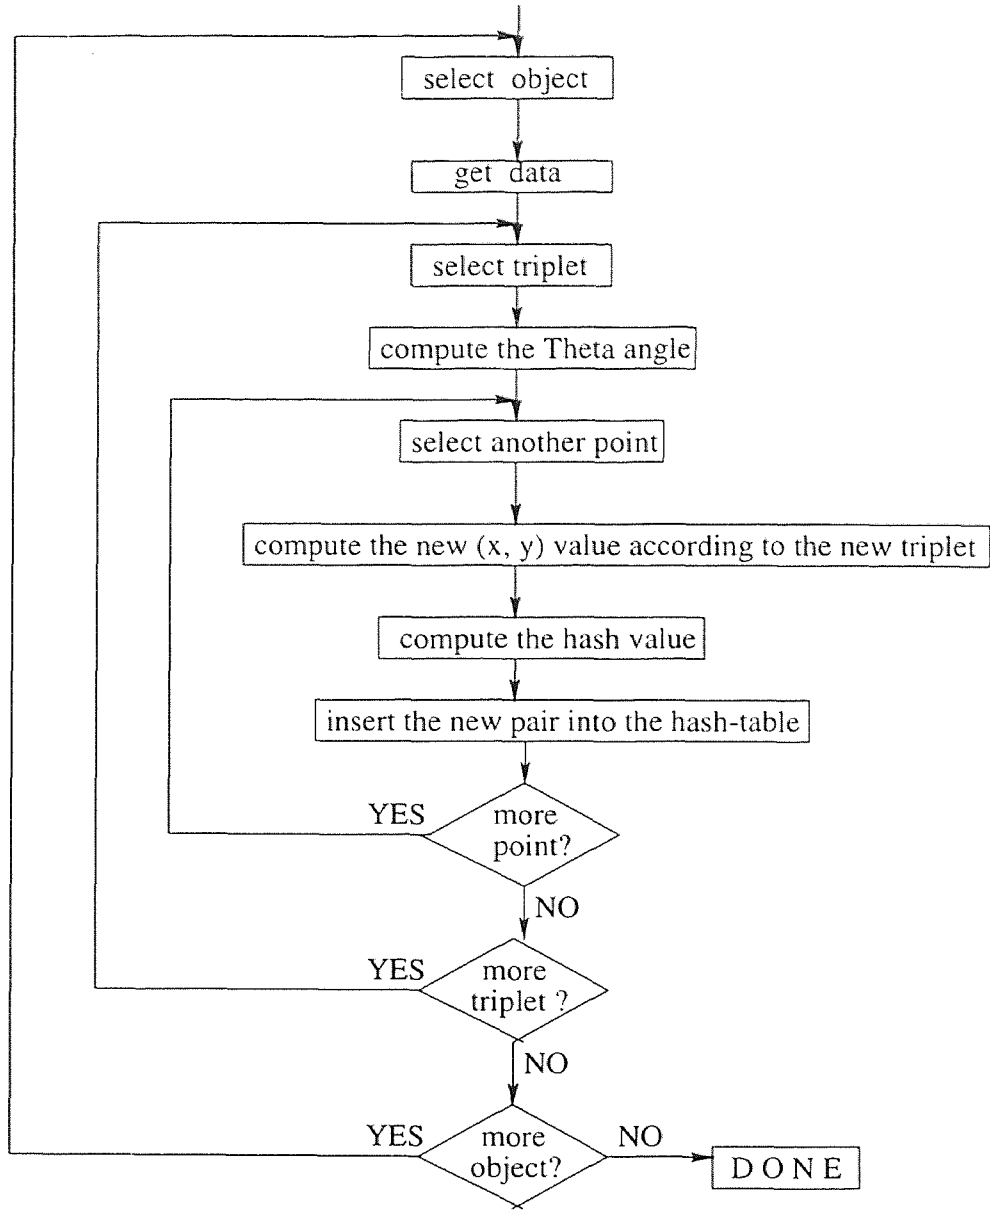 select object
get data
select triplet
compute the Theta angle
select another point
compute the new (x, y) value according to the new triplet
compute the hash value
insert the new pair into the hash-table
YES
more
point?
NO
YES
more
triplet ?
NO
YES
more
object?
NO
D O N E